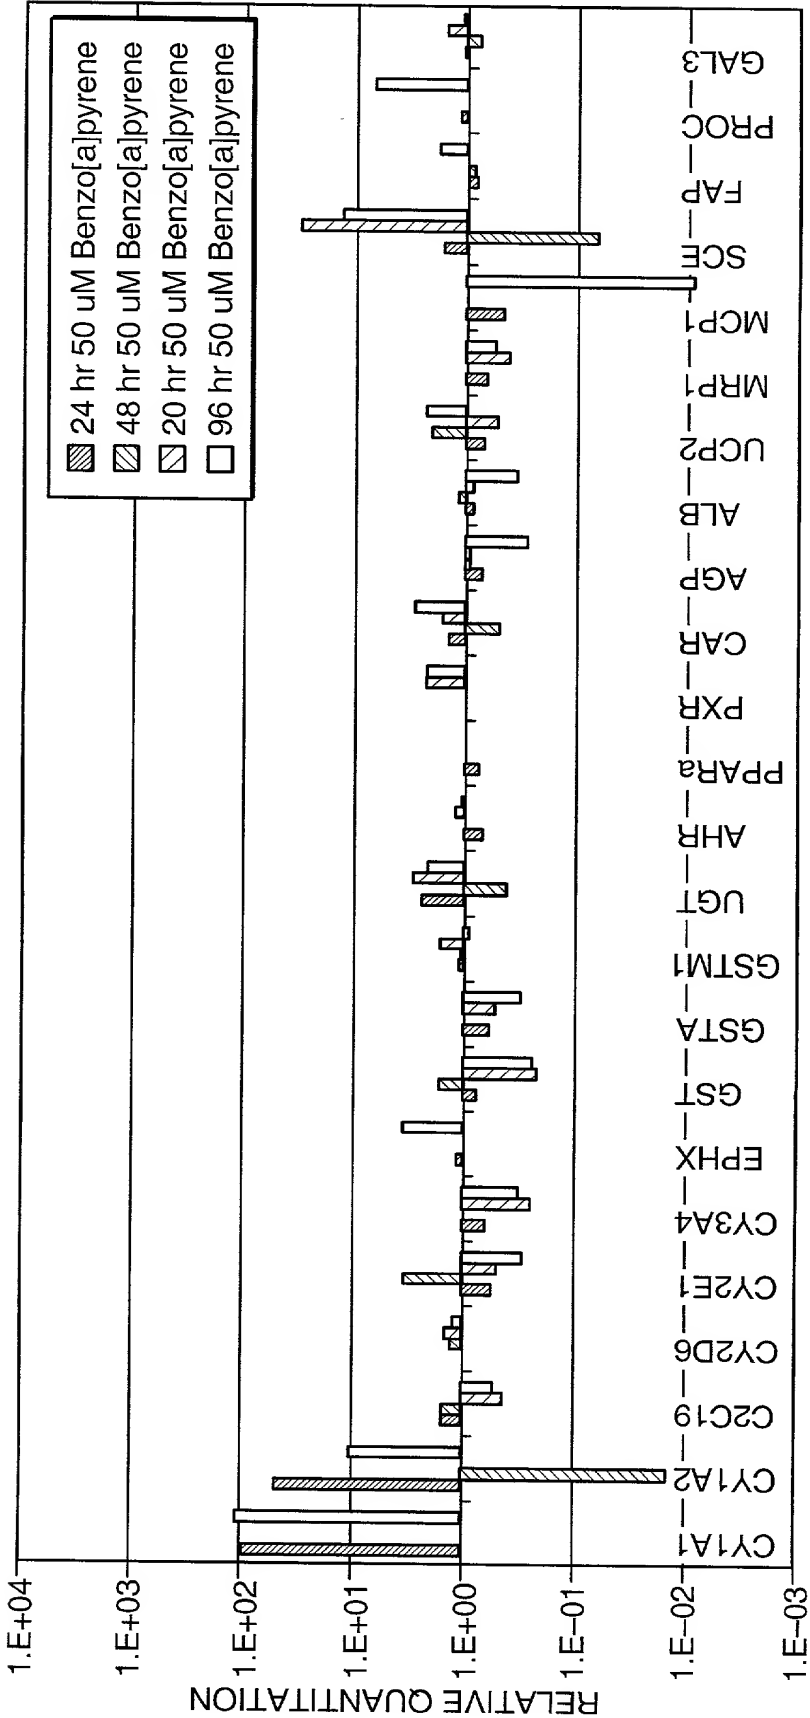 24 hr 50 uM Benzo[a]pyrene
48 hr 50 uM Benzo[a]pyrene
20 hr 50 uM Benzo[a]pyrene
96 hr 50 uM Benzo[a]pyrene
1.E+04
1.E+03
1.E+02
1.E+01
1.E+00
1.E-01
1.E-02
1.E-03
RELATIVE QUANTITATION
CY1A1
CY1A2
C2C19
CY2D6
CY2E1
CY3A4
EPHX
GST
GSTA
GSTM1
UGT
AHR
PPARa
PXR
CAR
AGP
ALB
UCP2
MRP1
MCP1
SCE
FAP
PROC
GAL3